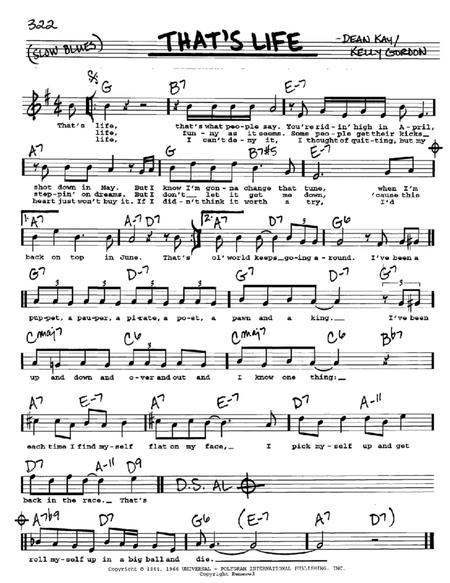 322
(SLOW BLUES)
THAT'S LIFE
-DEAN KAY/
KELLY GORDON
G B7 E-7
That's life, that's what peo-ple say. You're rid-in' high in A-pril,
life, fun-ny as it seems. Some peo-ple get their kicks
life, I can't de-ny it, I thought of quit-ting, but my
A7 G B7#5 E-7
shot down in May. But I know I'm gon-na change that tune, when I'm
step-pin' on dreams. But I don't let it get me down, 'cause this
heart just won't buy it. If I did-n't think it worth a try, I'd
1. A7 A-7 D7 2. A7 D7 G6
back on top in June. That's ol' world keeps going a-round. I've been a
G7 D-7 G7 D-7 G7
pup-pet, a pau-per, a pi-rate, a po-et, a pawn and a king. I've been
Cmaj7 C6 Cmaj7 C6 Bb7
up and down and o-ver and out and I know one thing:
A7 E-7 A7 E-7 A7 E-7
each time I find my-self flat on my face, I pick my-self up and get
D7 A-11 D9
back in the race. That's
D.S. AL
A7b9 D7 G6 (E-7 A7 D7)
roll my-self up in a big ball and die.
Copyright © 1964, 1966 UNIVERSAL - POLYGRAM INTERNATIONAL PUBLISHING, INC.
Copyright Renewed